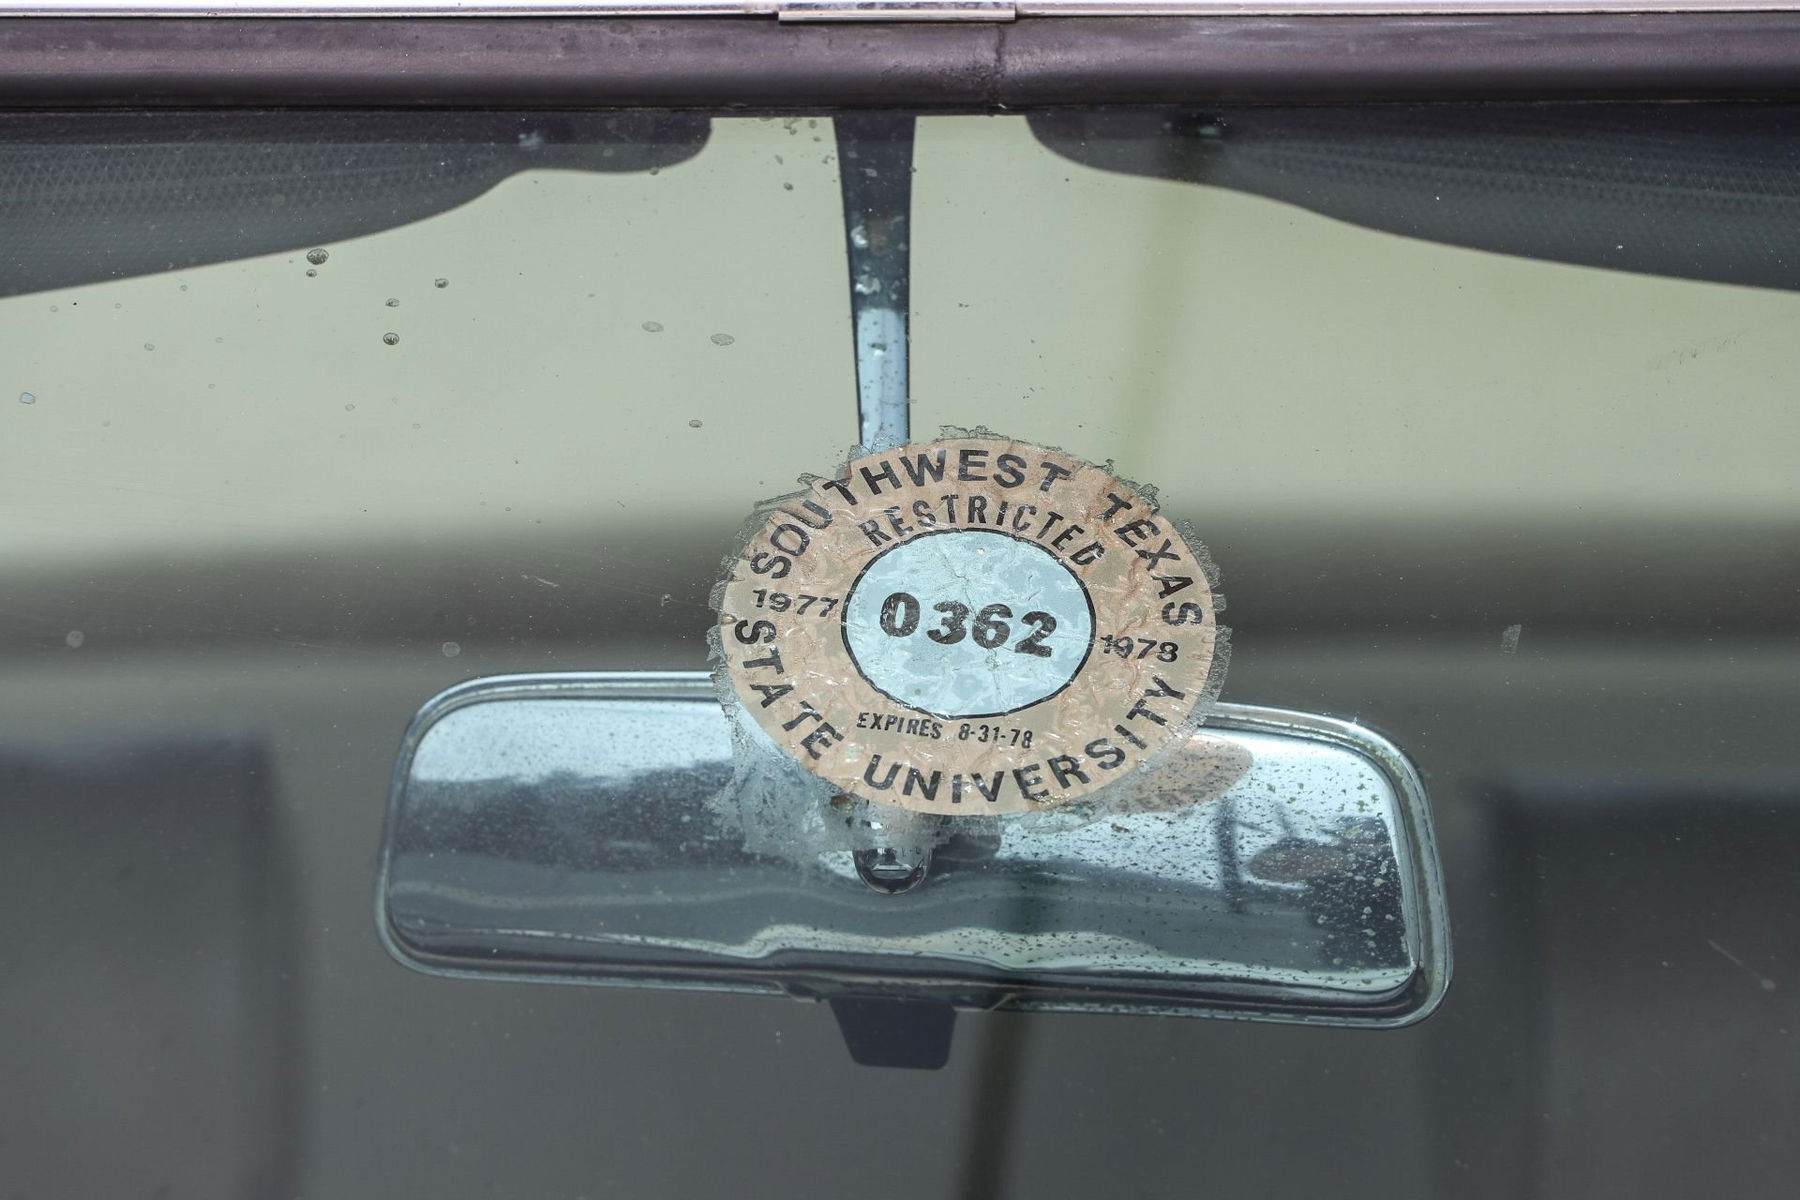 SOUTHWEST TEXAS
RESTRICTED
1977
0362
1978
EXPIRES 8-31-78
STATE UNIVERSITY